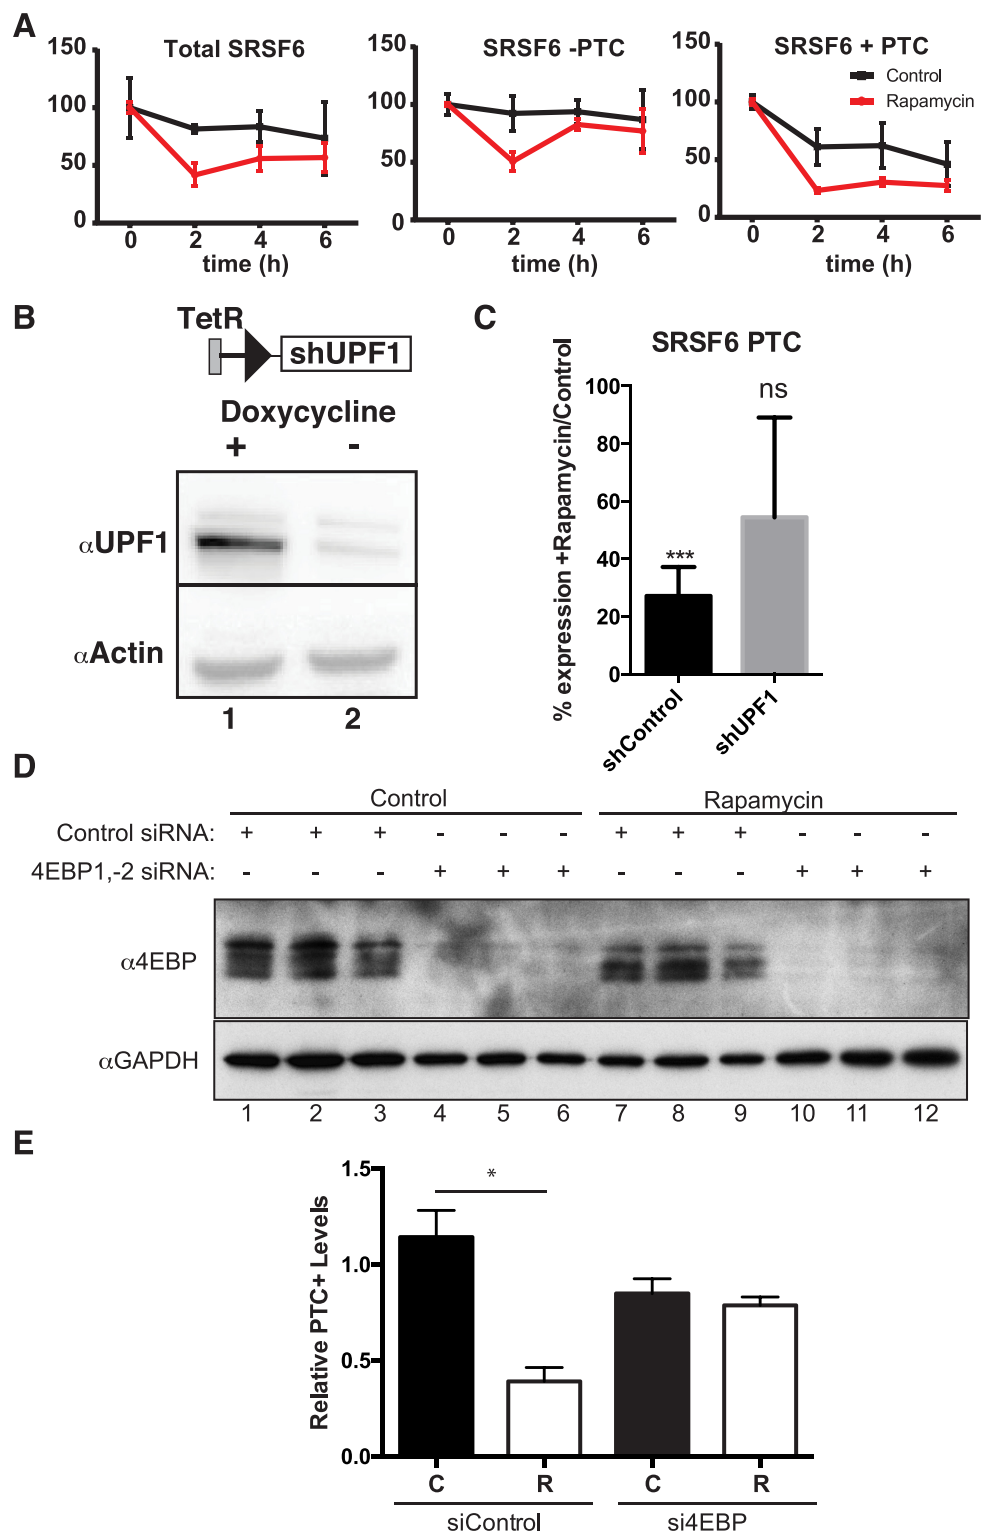 A
Total SRSF6
SRSF6 -PTC
SRSF6 + PTC
Control
Rapamycin
150
100
50
0
0 2 4 6
time (h)
150
100
50
0
0 2 4 6
time (h)
150
100
50
0
0 2 4 6
time (h)
B
TetR
shUPF1
Doxycycline
+ -
αUPF1
αActin
1 2
C
SRSF6 PTC
% expression +Rapamycin/Control
100
80
60
40
20
0
***
ns
shControl
shUPF1
D
Control Rapamycin
Control siRNA: + + + - - - + + + - - -
4EBP1,-2 siRNA: - - - + + + - - - + + +
α4EBP
αGAPDH
1 2 3 4 5 6 7 8 9 10 11 12
E
Relative PTC+ Levels
1.5
1.0
0.5
0.0
*
C R C R
siControl si4EBP